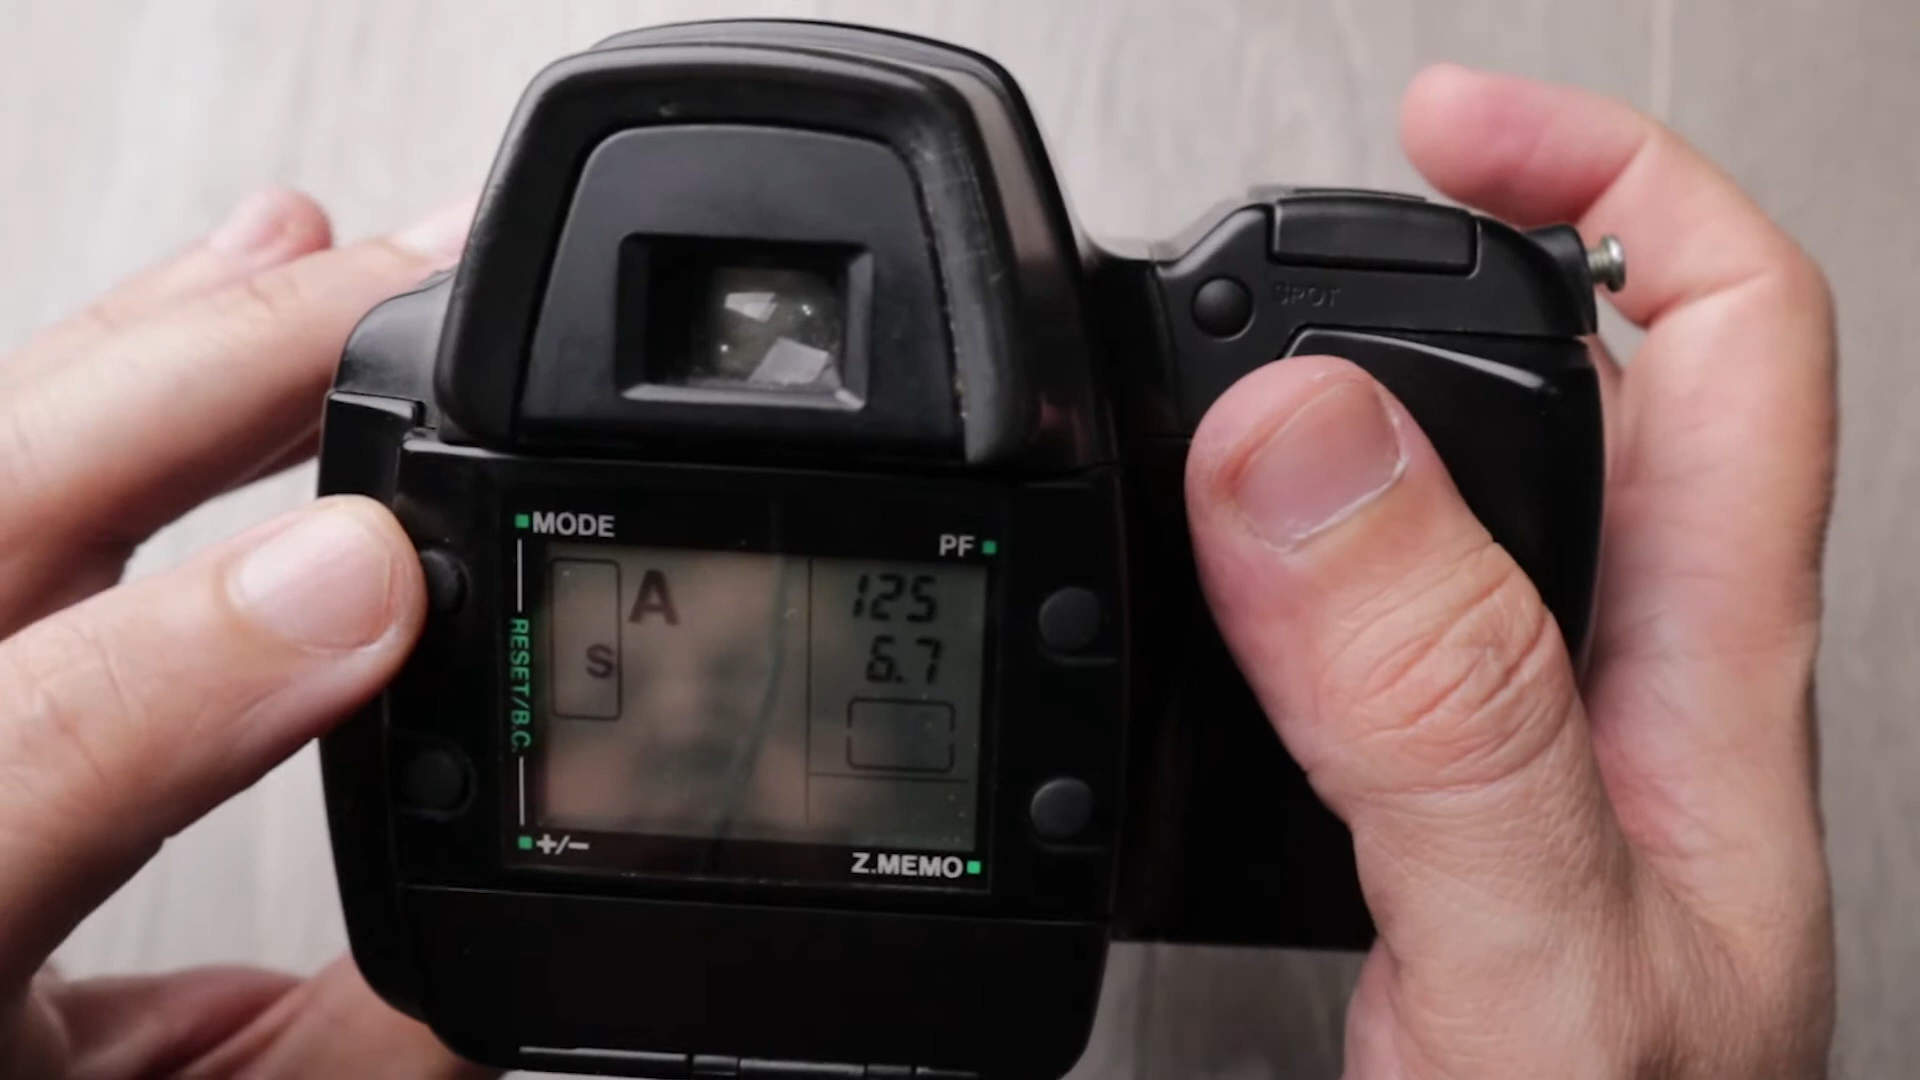 SPOT
MODE
PF
A
125
S
6.7
RESET/B.C.
+/−
Z.MEMO